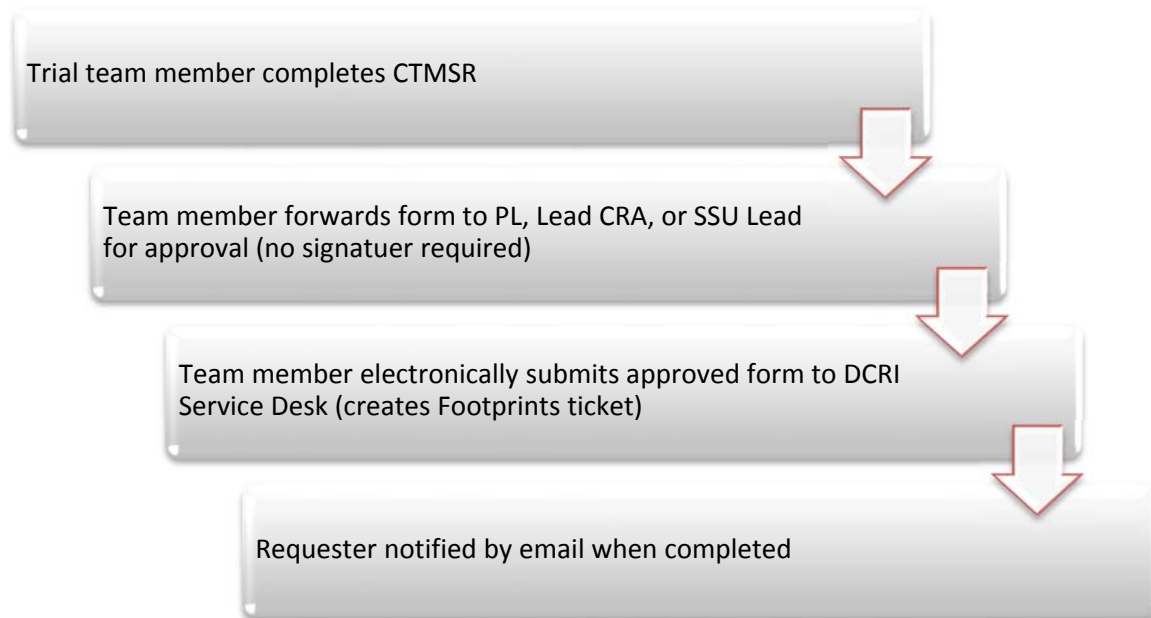 Trial team member completes CTMSR
Team member forwards form to PL, Lead CRA, or SSU Lead
for approval (no signatuer required)
Team member electronically submits approved form to DCRI
Service Desk (creates Footprints ticket)
Requester notified by email when completed